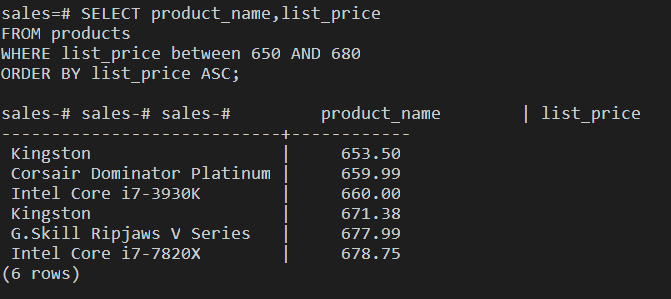 sales=# SELECT product_name,list_price
FROM products
WHERE list_price between 650 AND 680
ORDER BY list_price ASC;
sales-# sales-# sales-#         product_name        | list_price
----------------------------+------------
 Kingston                   |     653.50
 Corsair Dominator Platinum |     659.99
 Intel Core i7-3930K        |     660.00
 Kingston                   |     671.38
 G.Skill Ripjaws V Series   |     677.99
 Intel Core i7-7820X        |     678.75
(6 rows)